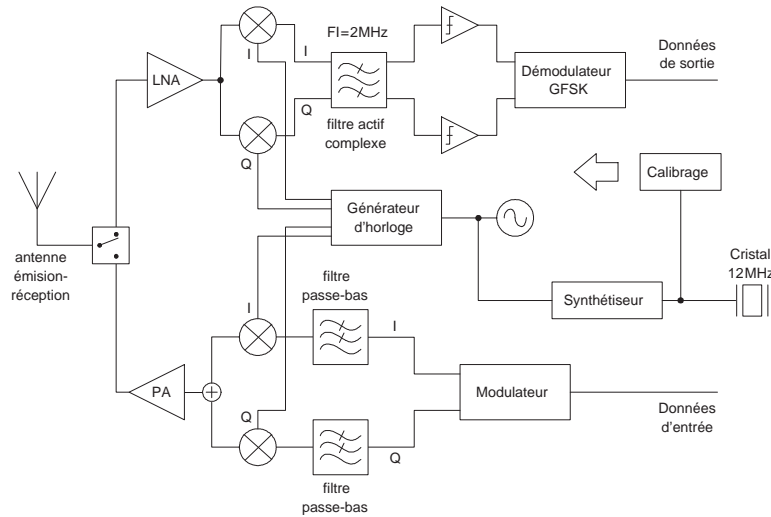 FI=2MHz
I
I
LNA
Q
Q
filtre actif
complexe
Démodulateur
GFSK
Données
de sortie
Calibrage
Générateur
d'horloge
antenne
émision-
réception
Cristal
12MHz
Synthétiseur
filtre
passe-bas
I
I
PA
Q
Q
Modulateur
Données
d'entrée
filtre
passe-bas